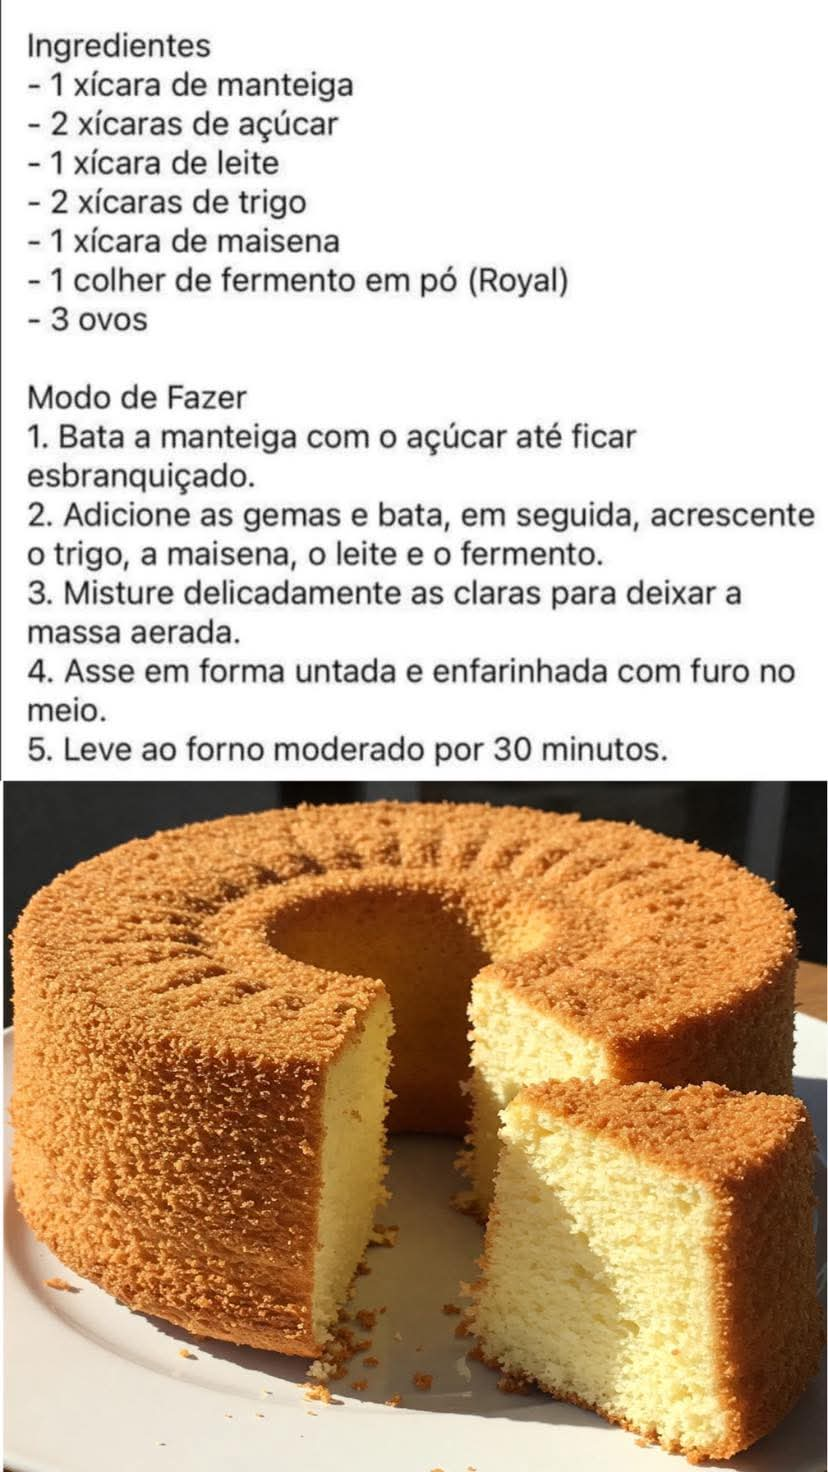 Ingredientes
- 1 xícara de manteiga
- 2 xícaras de açúcar
- 1 xícara de leite
- 2 xícaras de trigo
- 1 xícara de maisena
- 1 colher de fermento em pó (Royal)
- 3 ovos
Modo de Fazer
1. Bata a manteiga com o açúcar até ficar
esbranquiçado.
2. Adicione as gemas e bata, em seguida, acrescente
o trigo, a maisena, o leite e o fermento.
3. Misture delicadamente as claras para deixar a
massa aerada.
4. Asse em forma untada e enfarinhada com furo no
meio.
5. Leve ao forno moderado por 30 minutos.